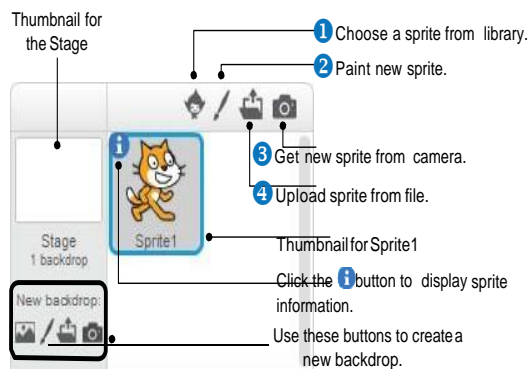 Thumbnail for
the Stage
1 Choose a sprite from library.
2 Paint new sprite.
3 Get new sprite from camera.
4 Upload sprite from file.
i
Sprite1
Thumbnail for Sprite1
Stage
1 backdrop
Click the i button to display sprite
information.
New backdrop:
Use these buttons to create a
new backdrop.